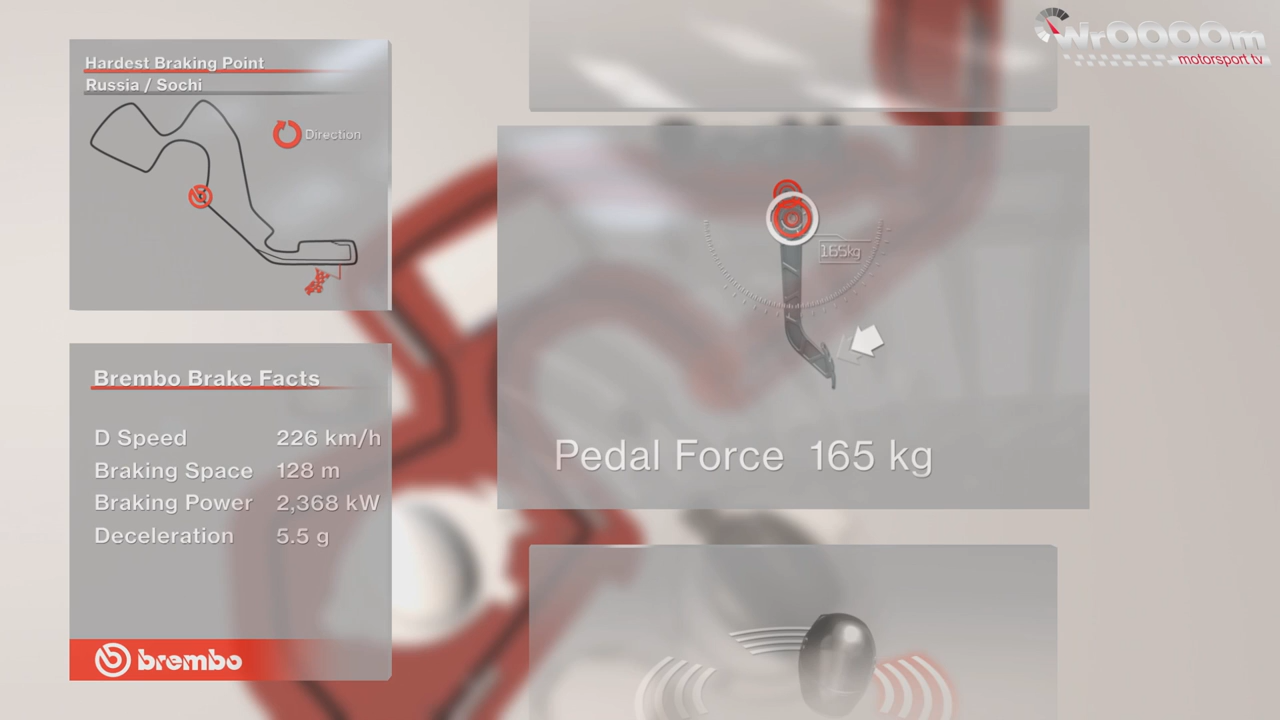 Hardest Braking Point
Russia / Sochi
Direction
Brembo Brake Facts
D Speed 226 km/h
Braking Space 128 m
Braking Power 2,368 kW
Deceleration 5.5 g
brembo
165kg
Pedal Force 165 kg
WrOOOOm
motorsport tv